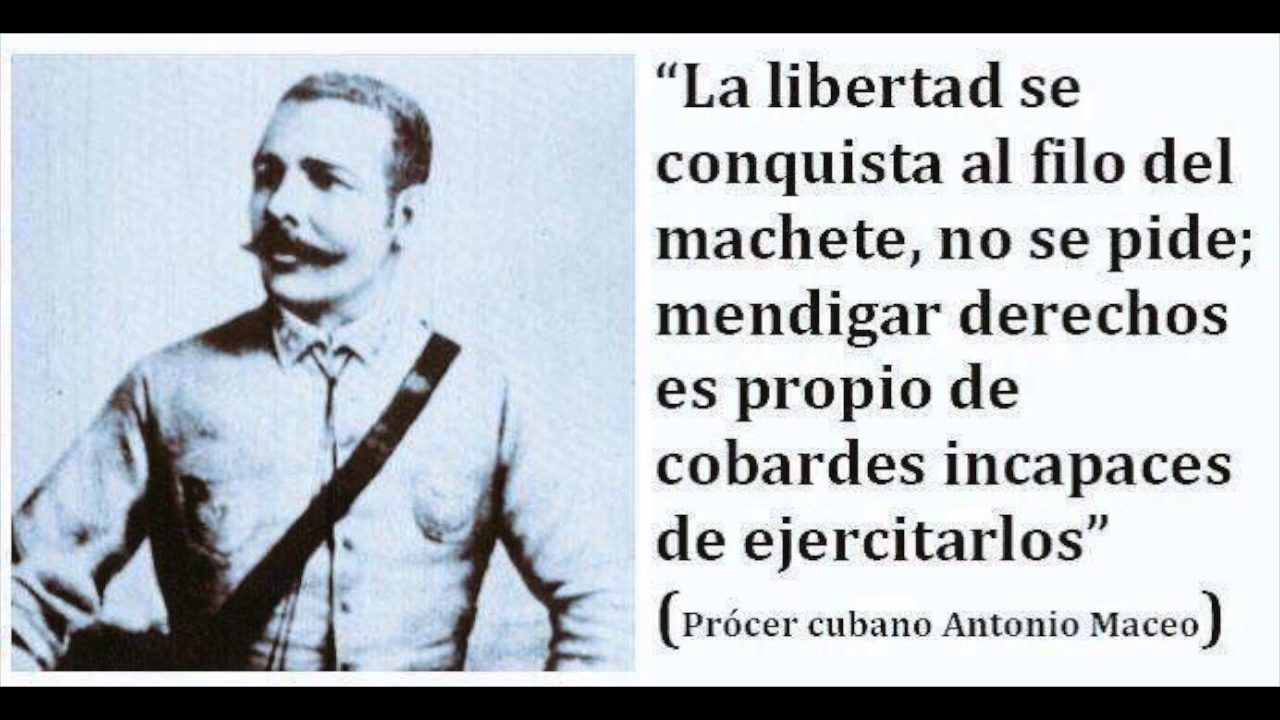 “La libertad se
conquista al filo del
machete, no se pide;
mendigar derechos
es propio de
cobardes incapaces
de ejercitarlos”
(Prócer cubano Antonio Maceo)